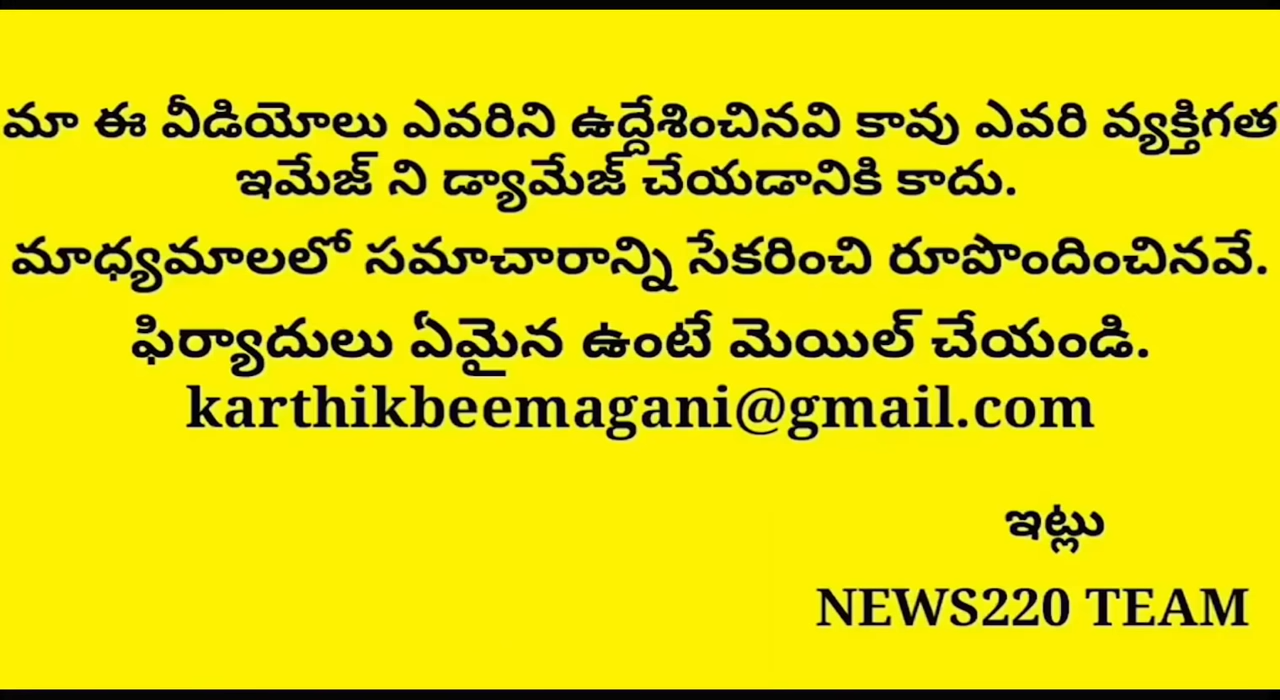 మా ఈ వీడియోలు ఎవరిని ఉద్దేశించినవి కావు ఎవరి వ్యక్తిగత
ఇమేజ్ ని డ్యామేజ్ చేయడానికి కాదు.
మాధ్యమాలలో సమాచారాన్ని సేకరించి రూపొందించినవే.
ఫిర్యాదులు ఏమైన ఉంటే మెయిల్ చేయండి.
karthikbeemagani@gmail.com
ఇట్లు
NEWS220 TEAM